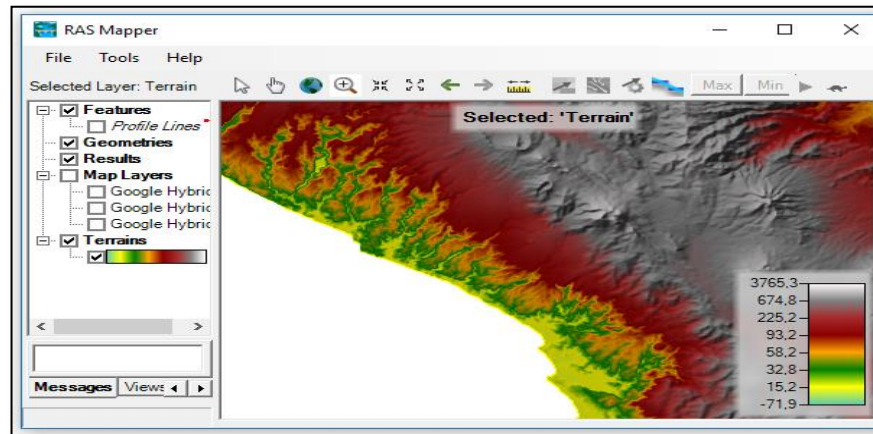 RAS Mapper
File Tools Help
Selected Layer: Terrain
Max Min
Features
Profile Lines
Geometries
Results
Map Layers
Google Hybric
Google Hybric
Google Hybric
Terrains
Messages Views
Selected: 'Terrain'
3765,3
674,8
225,2
93,2
58,2
32,8
15,2
-71,9